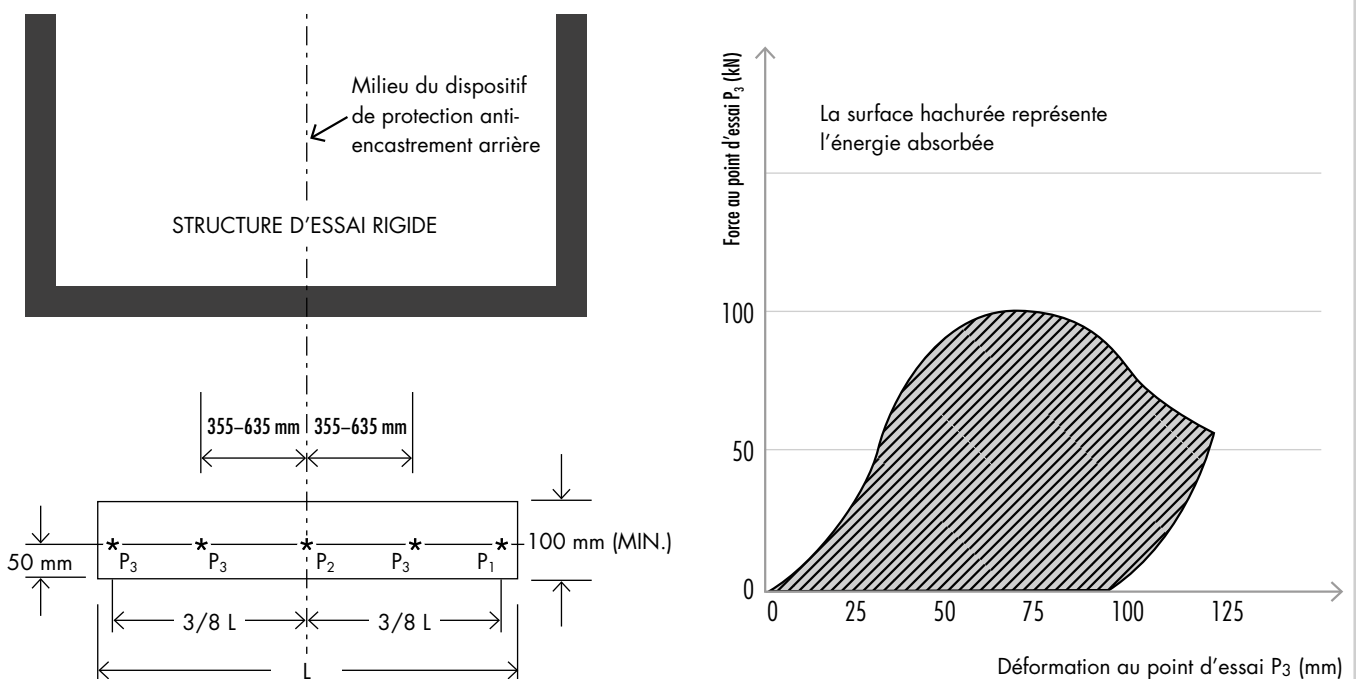 Milieu du dispositif
de protection anti-
encastrement arrière
STRUCTURE D'ESSAI RIGIDE
355–635 mm 355–635 mm
50 mm
P₃ P₃ P₂ P₃ P₁
100 mm (MIN.)
3/8 L 3/8 L
L
Force au point d'essai P₃ (kN)
La surface hachurée représente
l'énergie absorbée
100
50
0
0 25 50 75 100 125
Déformation au point d'essai P₃ (mm)